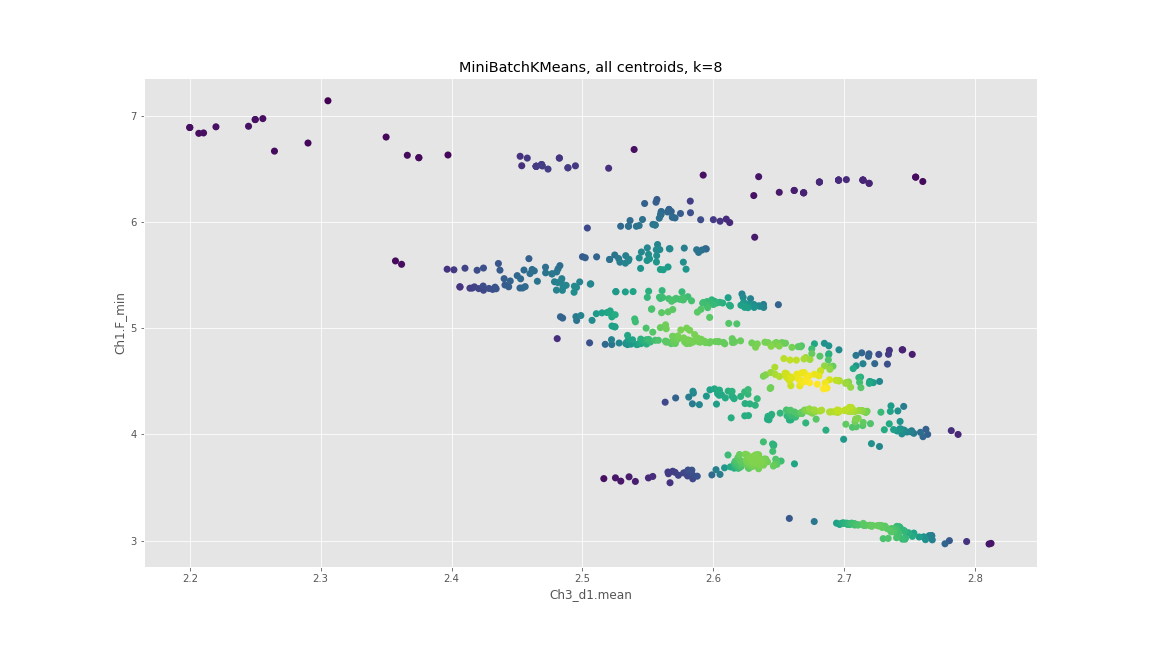 MiniBatchKMeans, all centroids, k=8
7
6
5
4
3
Ch1.F_min
2.2 2.3 2.4 2.5 2.6 2.7 2.8
Ch3_d1.mean